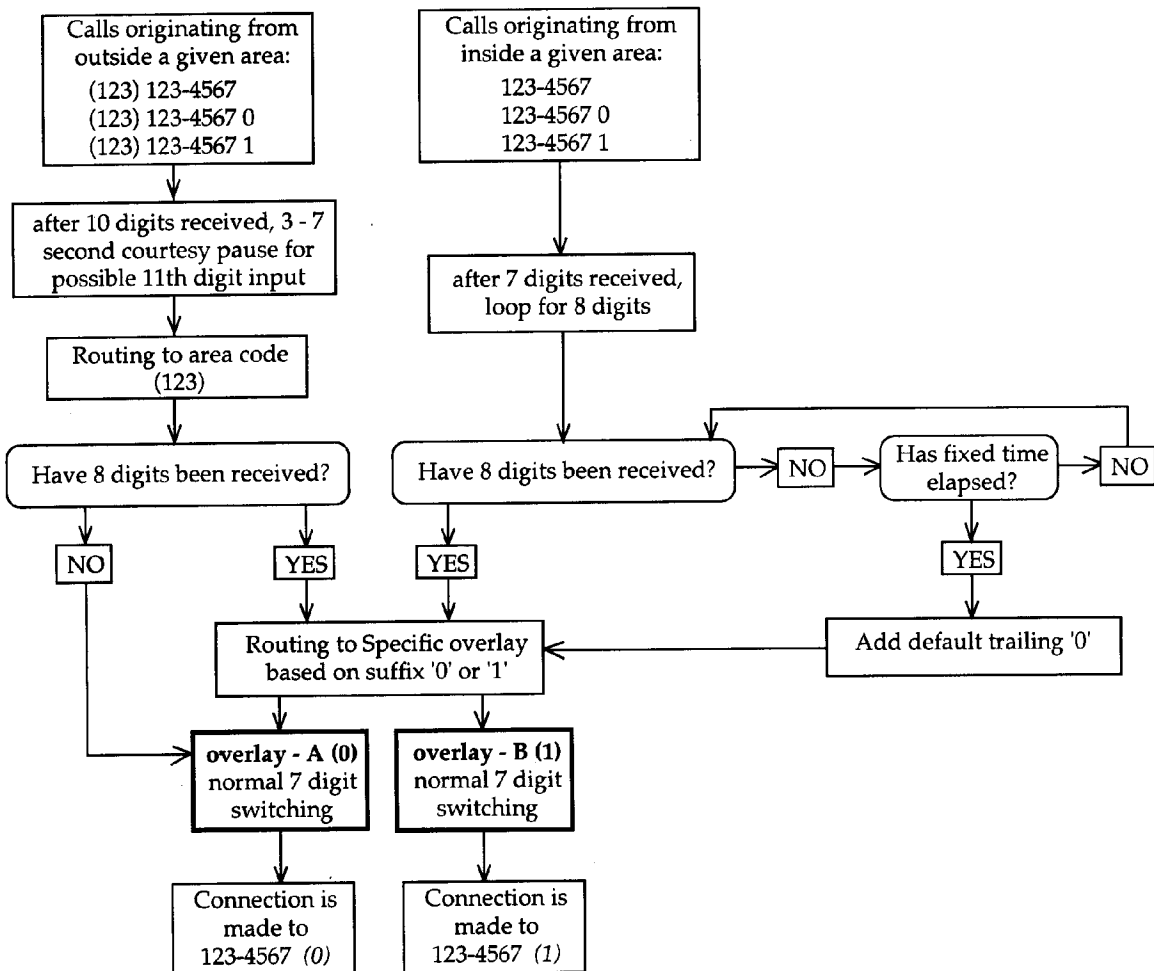 Calls originating from
outside a given area:
(123) 123-4567
(123) 123-4567 0
(123) 123-4567 1
Calls originating from
inside a given area:
123-4567
123-4567 0
123-4567 1
after 10 digits received, 3 - 7
second courtesy pause for
possible 11th digit input
after 7 digits received,
loop for 8 digits
Routing to area code
(123)
Have 8 digits been received?
Have 8 digits been received?
NO
Has fixed time
elapsed?
NO
NO
YES
YES
YES
Routing to Specific overlay
based on suffix '0' or '1'
Add default trailing '0'
overlay - A (0)
normal 7 digit
switching
overlay - B (1)
normal 7 digit
switching
Connection is
made to
123-4567 (0)
Connection is
made to
123-4567 (1)